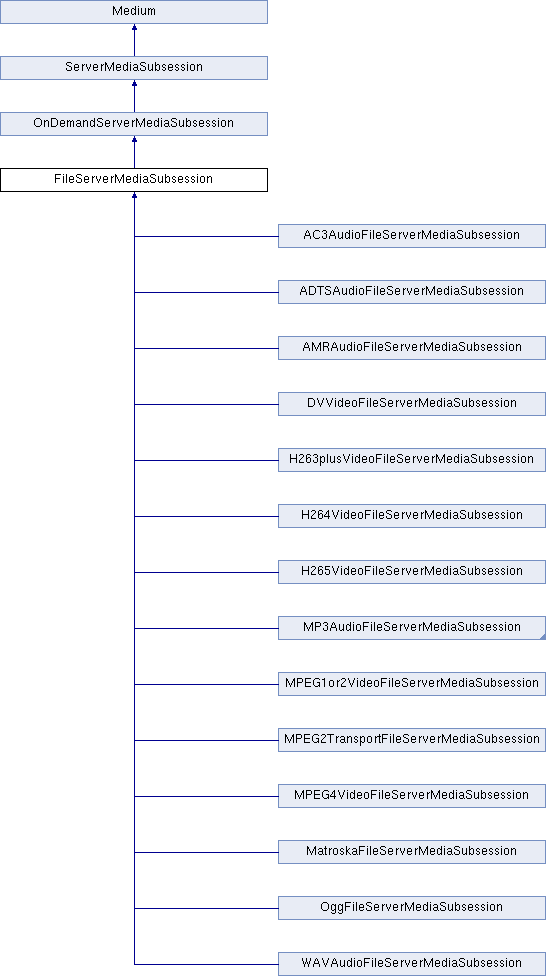 Medium
ServerMediaSubsession
OnDemandServerMediaSubsession
FileServerMediaSubsession
AC3AudioFileServerMediaSubsession
ADTSAudioFileServerMediaSubsession
AMRAudioFileServerMediaSubsession
DVVideoFileServerMediaSubsession
H263plusVideoFileServerMediaSubsession
H264VideoFileServerMediaSubsession
H265VideoFileServerMediaSubsession
MP3AudioFileServerMediaSubsession
MPEG1or2VideoFileServerMediaSubsession
MPEG2TransportFileServerMediaSubsession
MPEG4VideoFileServerMediaSubsession
MatroskaFileServerMediaSubsession
OggFileServerMediaSubsession
WAVAudioFileServerMediaSubsession